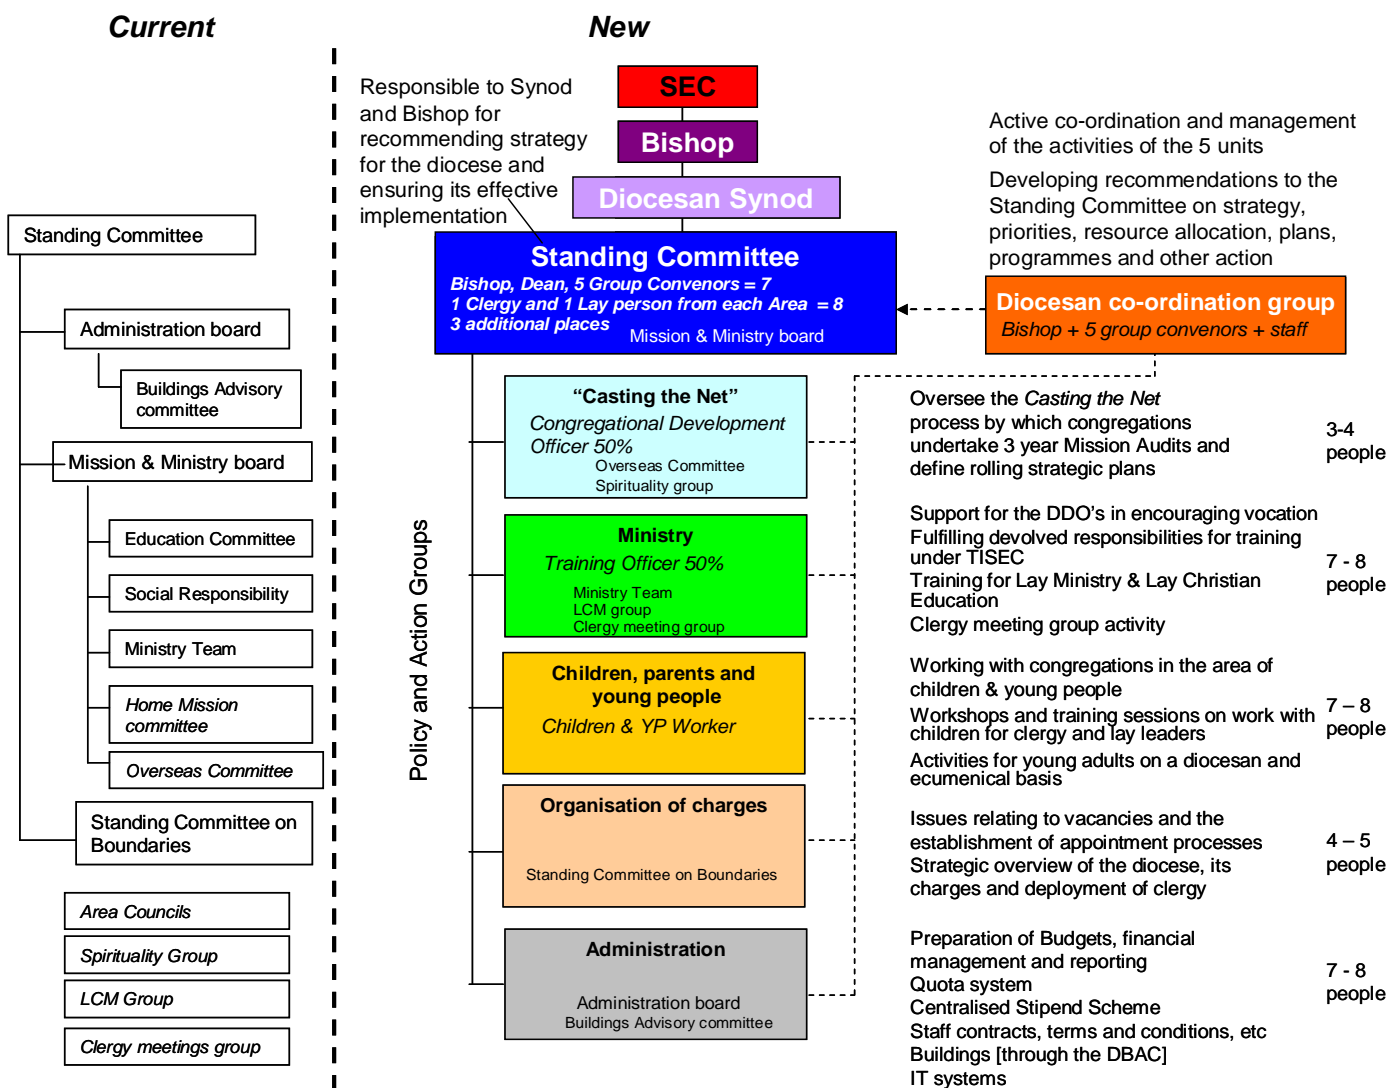 Current
New
Responsible to Synod
and Bishop for
recommending strategy
for the diocese and
ensuring its effective
implementation
SEC
Bishop
Diocesan Synod
Active co-ordination and management
of the activities of the 5 units
Developing recommendations to the
Standing Committee on strategy,
priorities, resource allocation, plans,
programmes and other action
Standing Committee
Bishop, Dean, 5 Group Convenors = 7
1 Clergy and 1 Lay person from each Area  = 8
3 additional places
Mission & Ministry board
Diocesan co-ordination group
Bishop + 5 group convenors + staff
Standing Committee
Administration board
Buildings Advisory
committee
Mission & Ministry board
Education Committee
Social Responsibility
Ministry Team
Home Mission
committee
Overseas Committee
Standing Committee on
Boundaries
Area Councils
Spirituality Group
LCM Group
Clergy meetings group
Policy and Action Groups
“Casting the Net”
Congregational Development
Officer 50%
Overseas Committee
Spirituality group
Oversee the Casting the Net
process by which congregations
undertake 3 year Mission Audits and
define rolling strategic plans
3-4
people
Ministry
Training Officer 50%
Ministry Team
LCM group
Clergy meeting group
Support for the DDO’s in encouraging vocation
Fulfilling devolved responsibilities for training
under TISEC
Training for Lay Ministry & Lay Christian
Education
Clergy meeting group activity
7 - 8
people
Children, parents and
young people
Children & YP Worker
Working with congregations in the area of
children & young people
Workshops and training sessions on work with
children for clergy and lay leaders
Activities for young adults on a diocesan and
ecumenical basis
7 – 8
people
Organisation of charges
Standing Committee on Boundaries
Issues relating to vacancies and the
establishment of appointment processes
Strategic overview of the diocese, its
charges and deployment of clergy
4 – 5
people
Administration
Administration board
Buildings Advisory committee
Preparation of Budgets, financial
management and reporting
Quota system
Centralised Stipend Scheme
Staff contracts, terms and conditions, etc
Buildings [through the DBAC]
IT systems
7 - 8
people